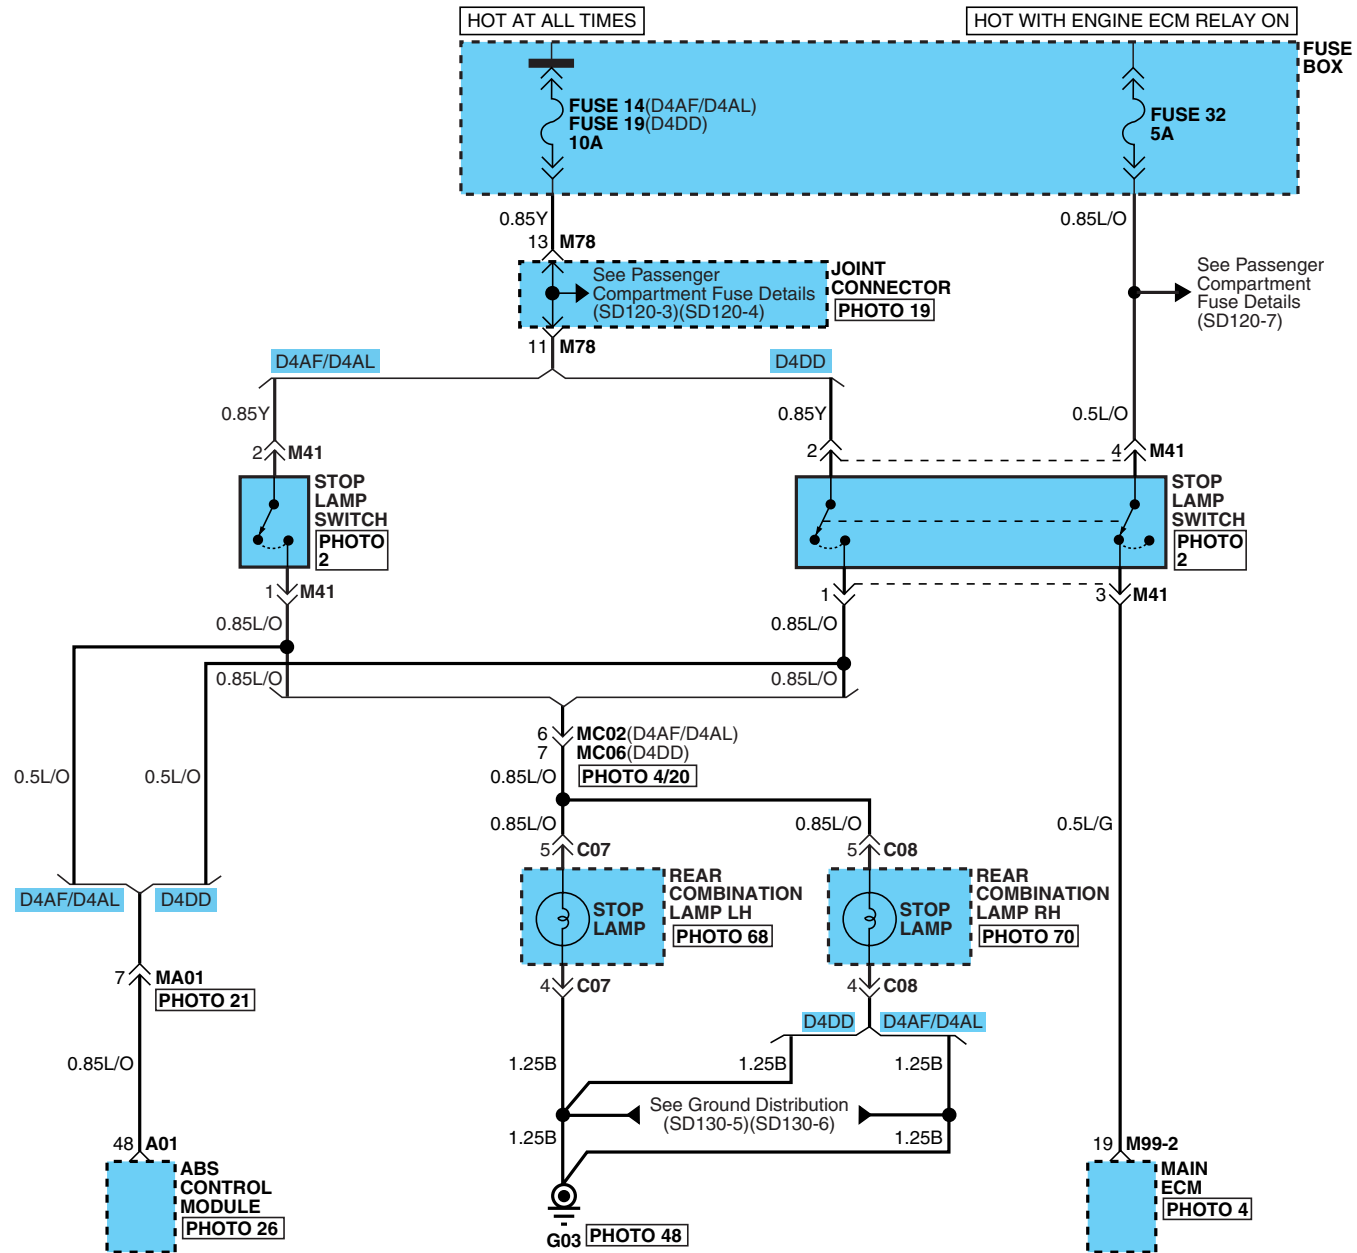 HOT AT ALL TIMES
HOT WITH ENGINE ECM RELAY ON
FUSE
BOX
FUSE 14(D4AF/D4AL)
FUSE 19(D4DD)
10A
FUSE 32
5A
0.85Y
0.85L/O
13 M78
See Passenger
Compartment Fuse Details
(SD120-3)(SD120-4)
JOINT
CONNECTOR
PHOTO 19
See Passenger
Compartment
Fuse Details
(SD120-7)
11 M78
D4AF/D4AL
D4DD
0.85Y
0.85Y
0.5L/O
2 M41
2
4 M41
STOP
LAMP
SWITCH
PHOTO
2
STOP
LAMP
SWITCH
PHOTO
2
1 M41
1
3 M41
0.85L/O
0.85L/O
0.85L/O
0.85L/O
6 MC02(D4AF/D4AL)
7 MC06(D4DD)
PHOTO 4/20
0.5L/O
0.5L/O
0.85L/O
0.85L/O
0.85L/O
0.5L/G
5 C07
5 C08
D4AF/D4AL
D4DD
STOP
LAMP
REAR
COMBINATION
LAMP LH
PHOTO 68
STOP
LAMP
REAR
COMBINATION
LAMP RH
PHOTO 70
7 MA01
PHOTO 21
4 C07
4 C08
D4DD
D4AF/D4AL
0.85L/O
1.25B
1.25B
1.25B
See Ground Distribution
(SD130-5)(SD130-6)
1.25B
1.25B
48 A01
19 M99-2
ABS
CONTROL
MODULE
PHOTO 26
G03
PHOTO 48
MAIN
ECM
PHOTO 4